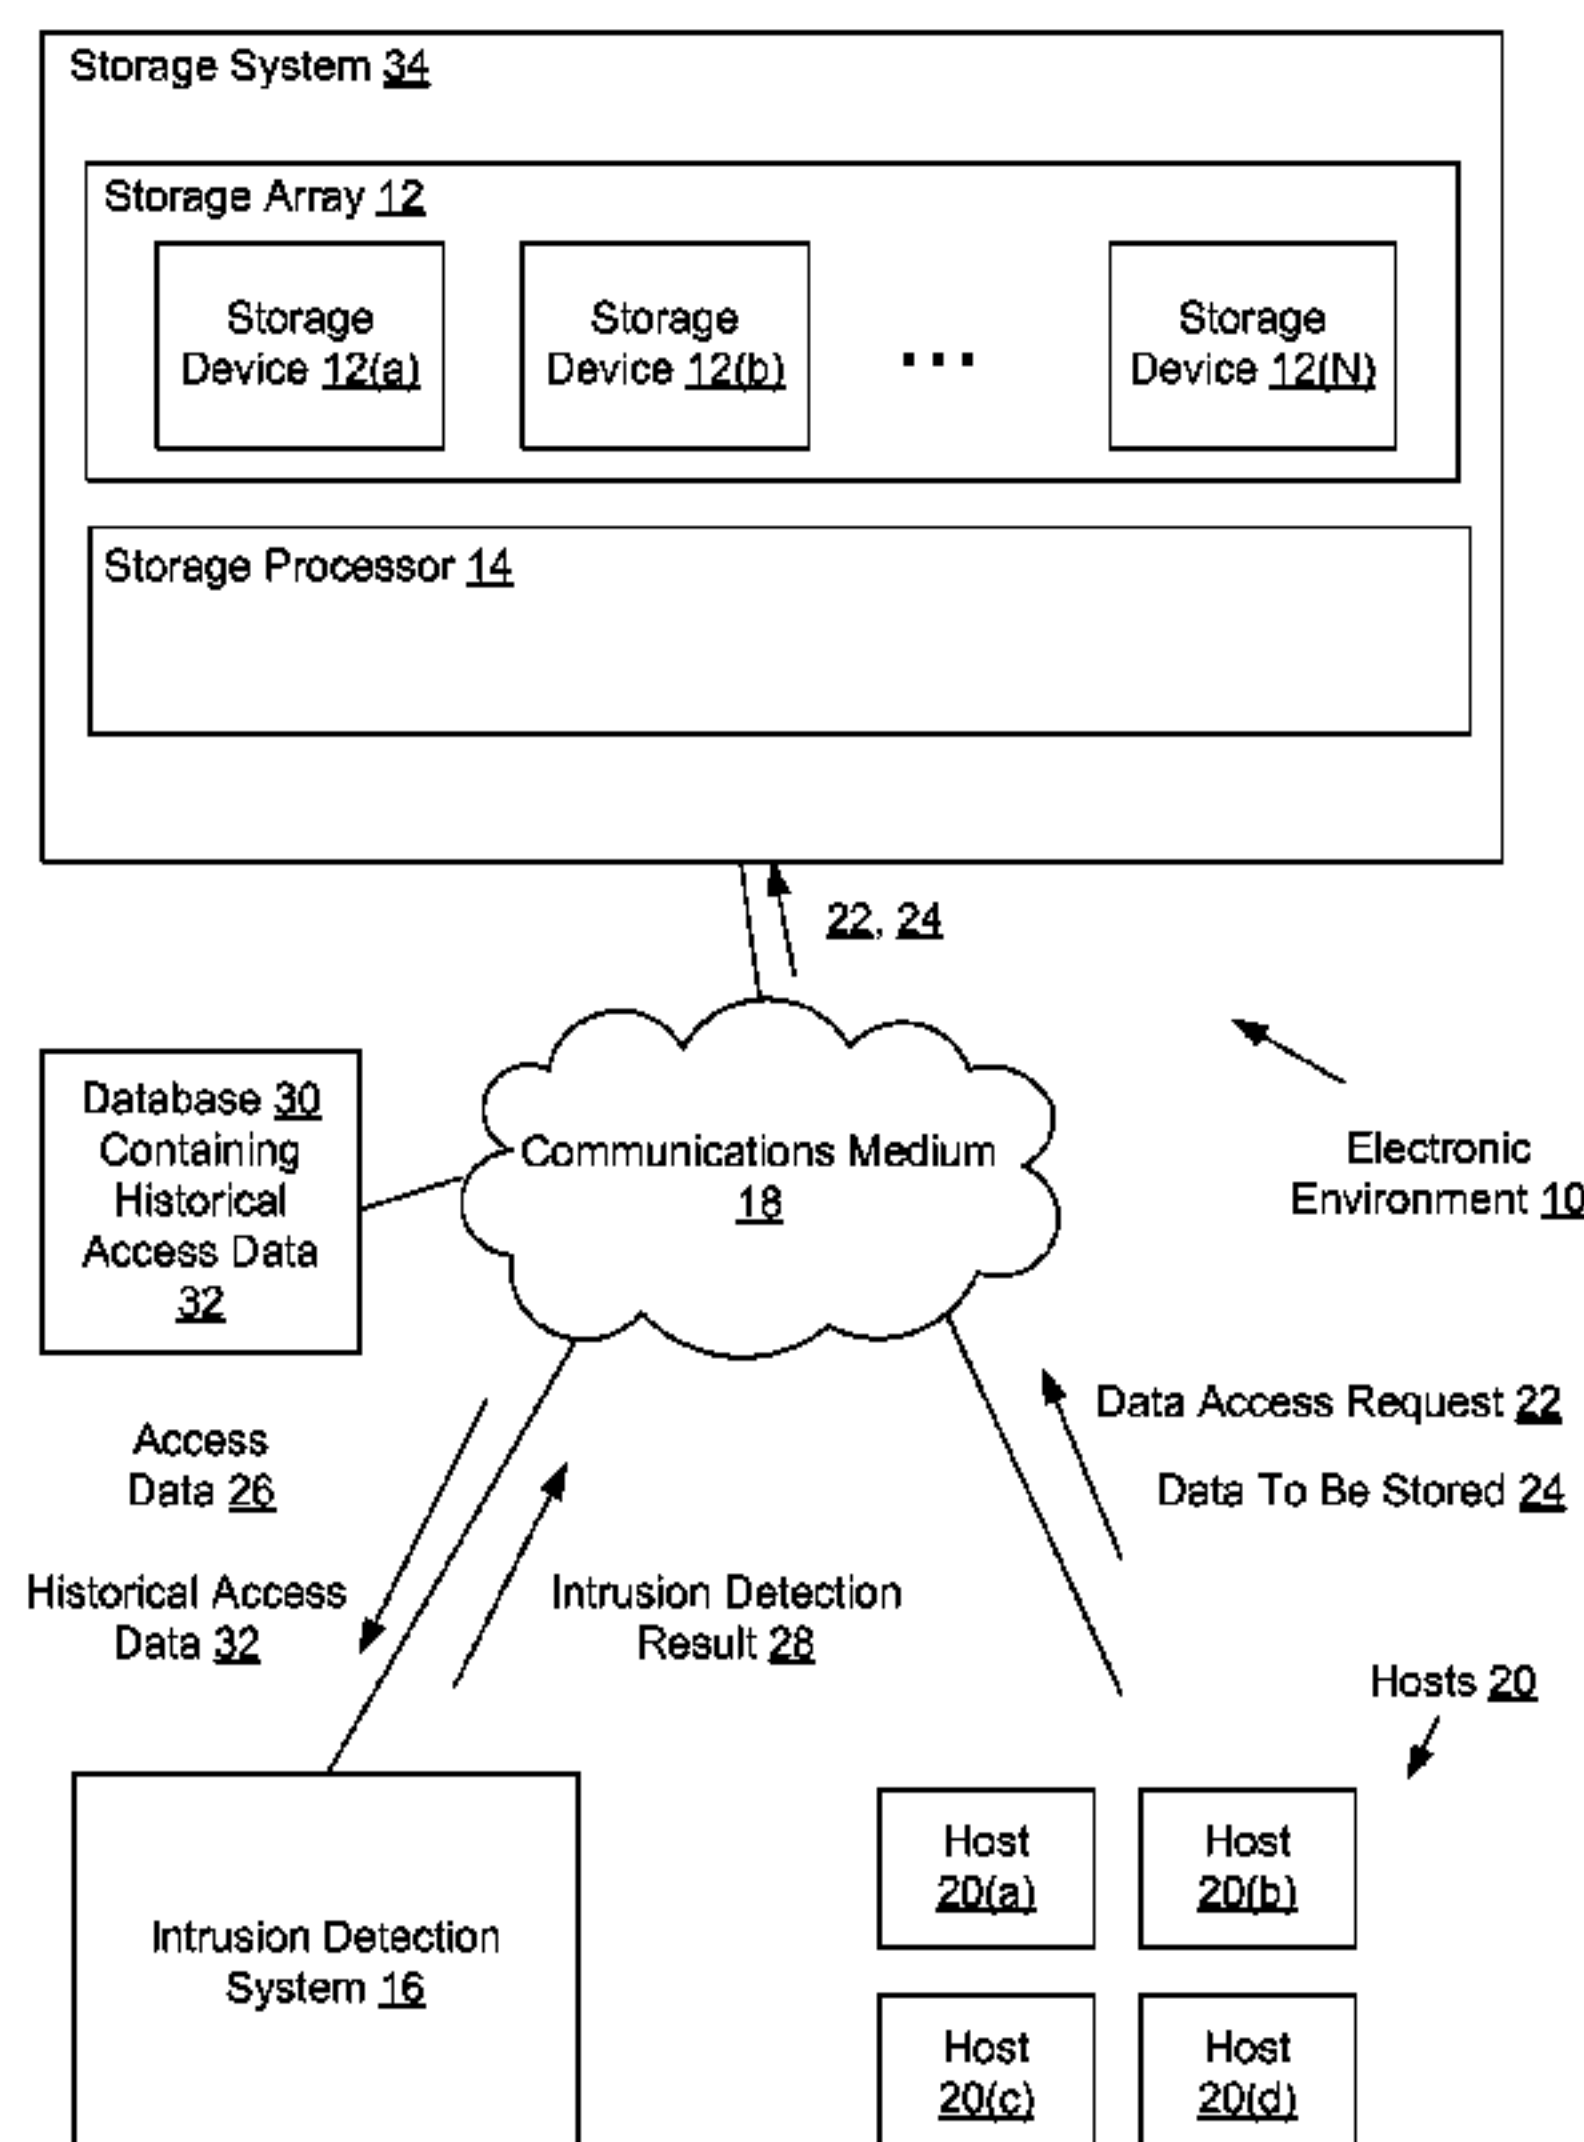 Storage System 34
Storage Array 12
Storage
Device 12(a)
Storage
Device 12(b)
...
Storage
Device 12(N)
Storage Processor 14
22, 24
Database 30
Containing
Historical
Access Data
32
Communications Medium
18
Electronic
Environment 10
Access
Data 26
Historical Access
Data 32
Intrusion Detection
Result 28
Data Access Request 22
Data To Be Stored 24
Hosts 20
Intrusion Detection
System 16
Host
20(a)
Host
20(b)
Host
20(c)
Host
20(d)